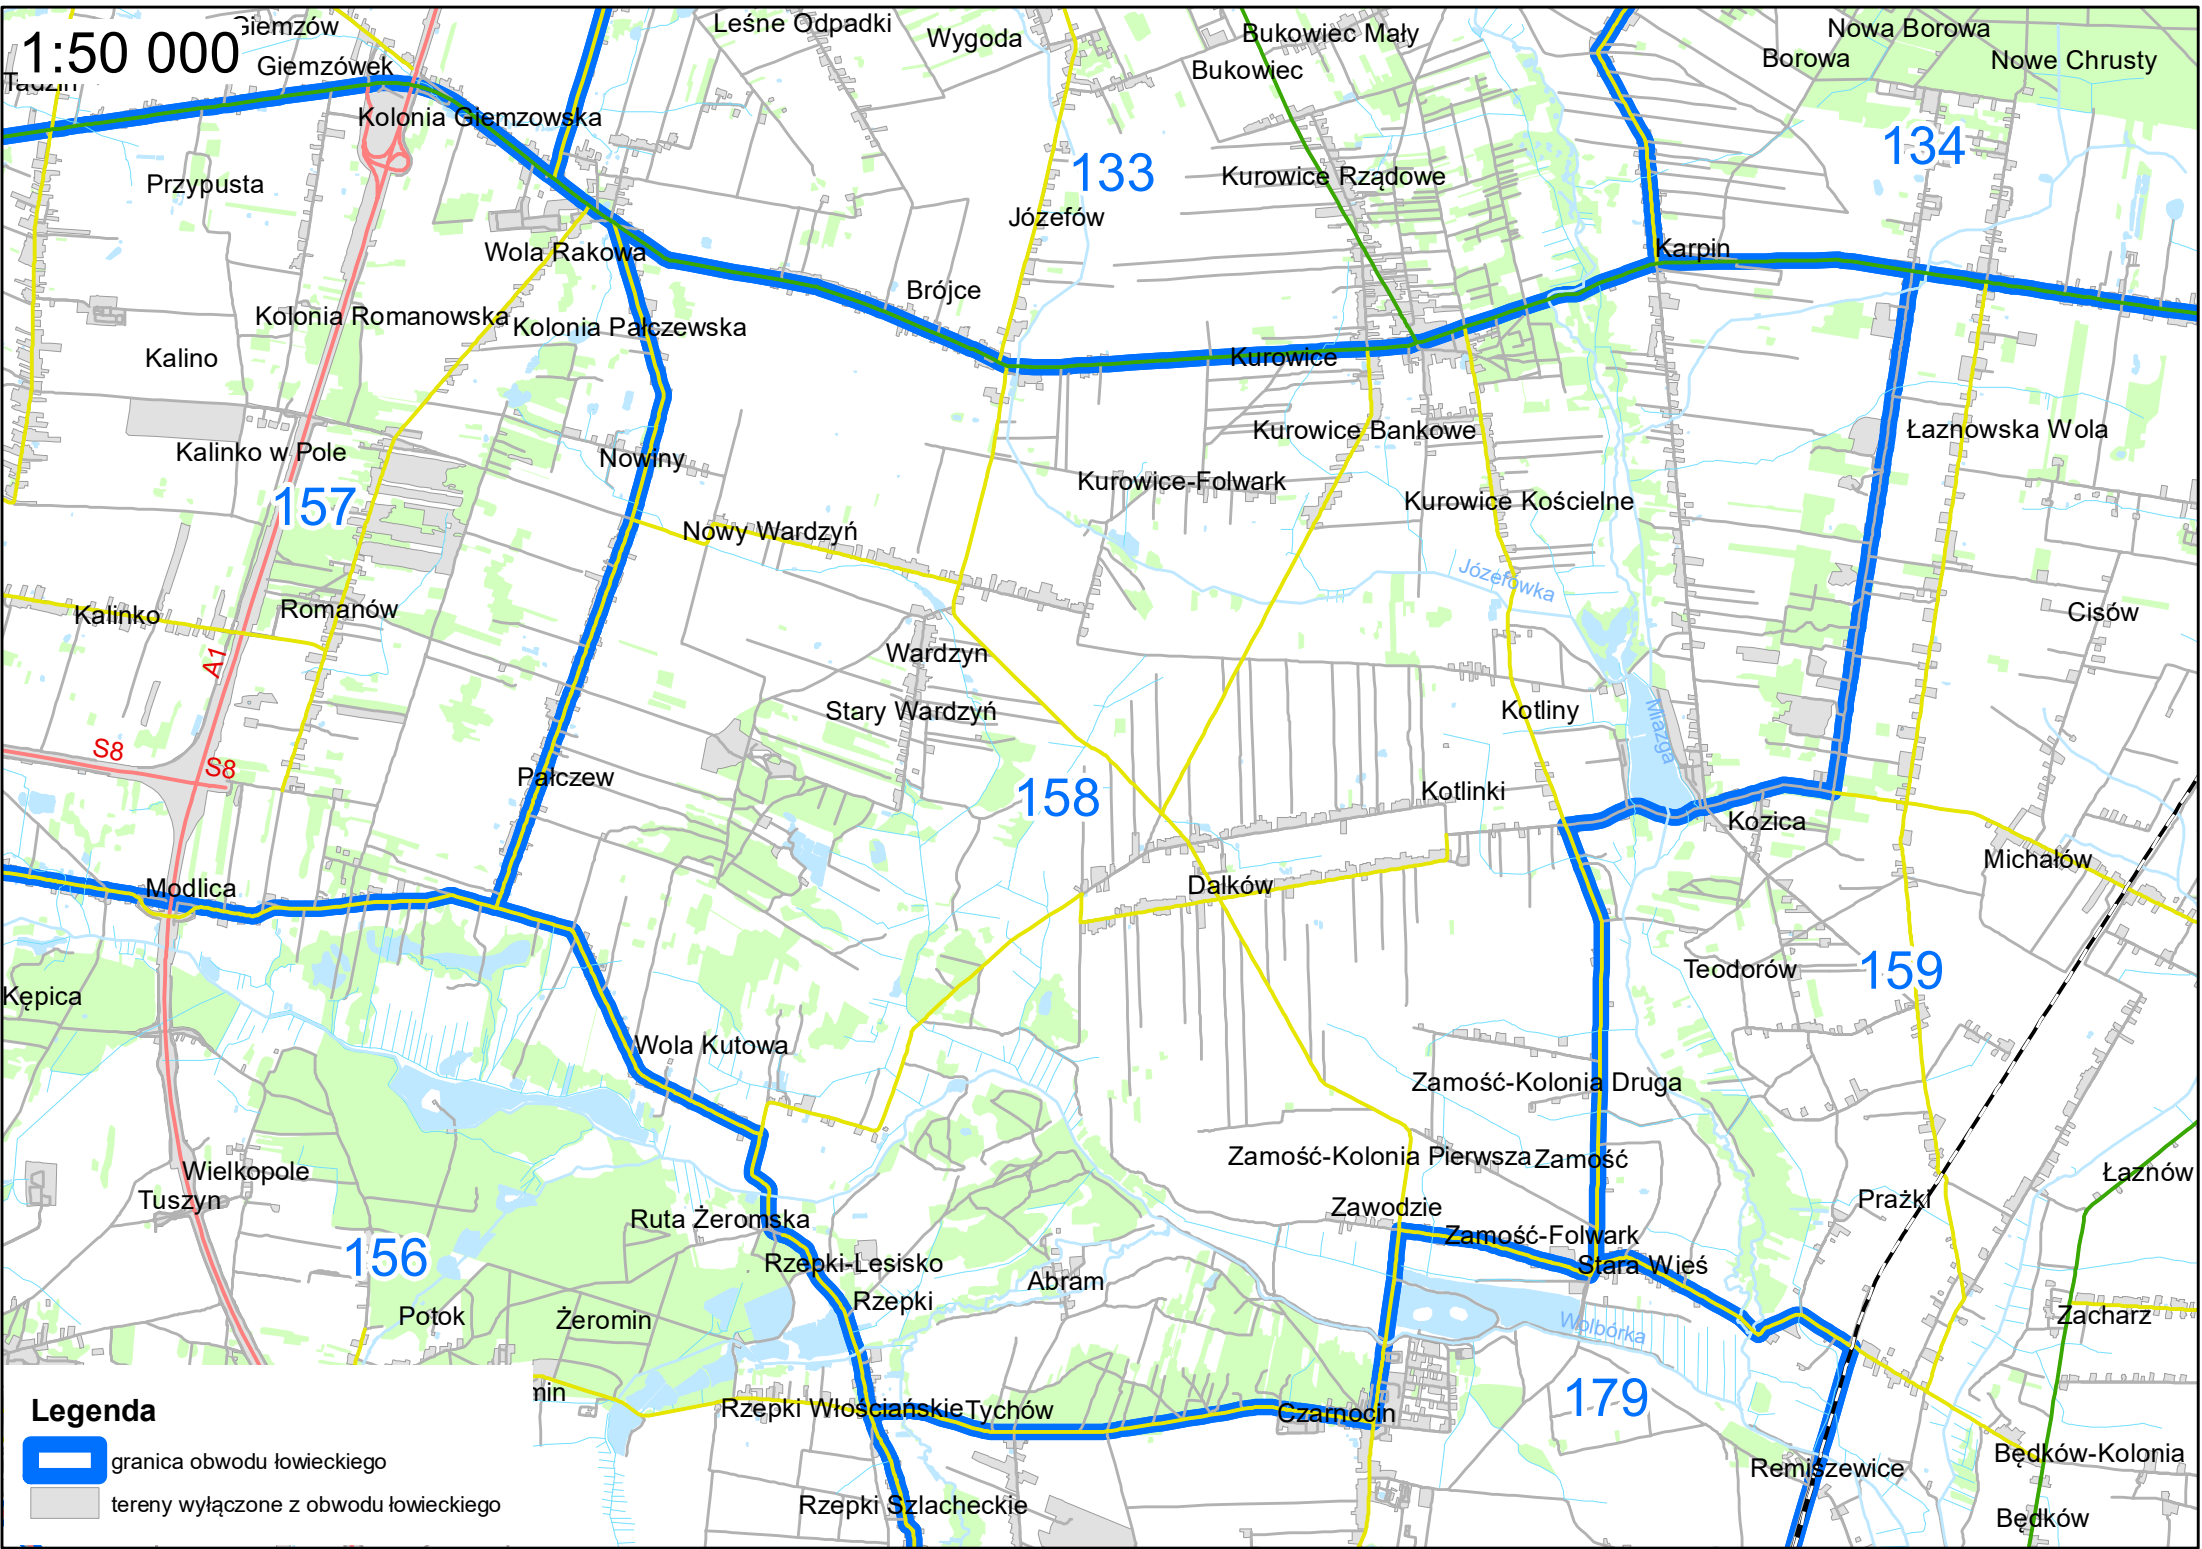 1:50 000
Giemzów
Leśne Odpadki
Wygoda
Bukowiec Mały
Nowa Borowa
Borowa
Nowe Chrusty
Giemzówek
Bukowiec
Tadzin
Kolonia Giemzowska
133
134
Przypusta
Kurowice Rządowe
Józefów
Wola Rakowa
Karpin
Brójce
Kolonia Romanowska
Kolonia Pałczewska
Kalino
Kurowice
Kalinko w Pole
Nowiny
Kurowice Bankowe
Łaznowska Wola
157
Kurowice-Folwark
Kurowice Kościelne
Nowy Wardzyń
Józefówka
Kalinko
Romanów
Cisów
A1
Wardzyń
Stary Wardzyń
Kotliny
Miazga
S8
S8
Pałczew
158
Kotlinki
Kozica
Modlica
Dalków
Michałów
Kępica
Teodorów
159
Wola Kutowa
Zamość-Kolonia Druga
Zamość-Kolonia Pierwsza
Zamość
Wielkopole
Tuszyn
Łaznów
Prażki
Ruta Żeromska
Zawodzie
Zamość-Folwark
156
Rzepki-Lesisko
Stara Wieś
Abram
Rzepki
Potok
Żeromin
Wolbórka
Zacharz
179
min
Rzepki Włościańskie
Tychów
Czarnocin
Legenda
granica obwodu łowieckiego
tereny wyłączone z obwodu łowieckiego
Będków-Kolonia
Remiszewice
Rzepki Szlacheckie
Będków